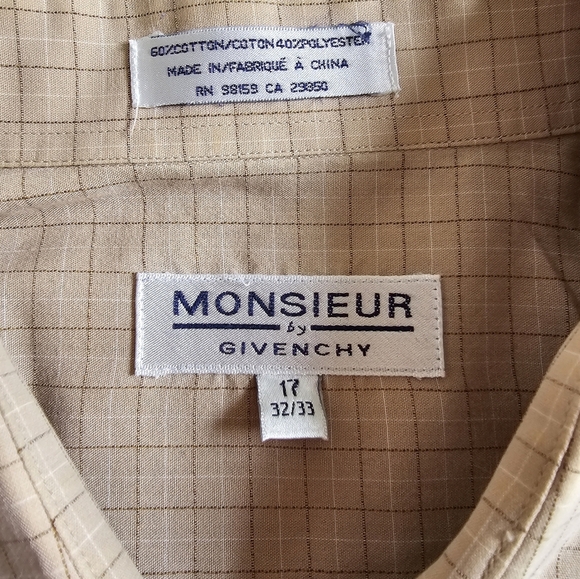 60%COTTON/COTON 40%POLYESTER
MADE IN/FABRIQUÉ À CHINA
RN 98159 CA 29850
MONSIEUR
by
GIVENCHY
17
32/33